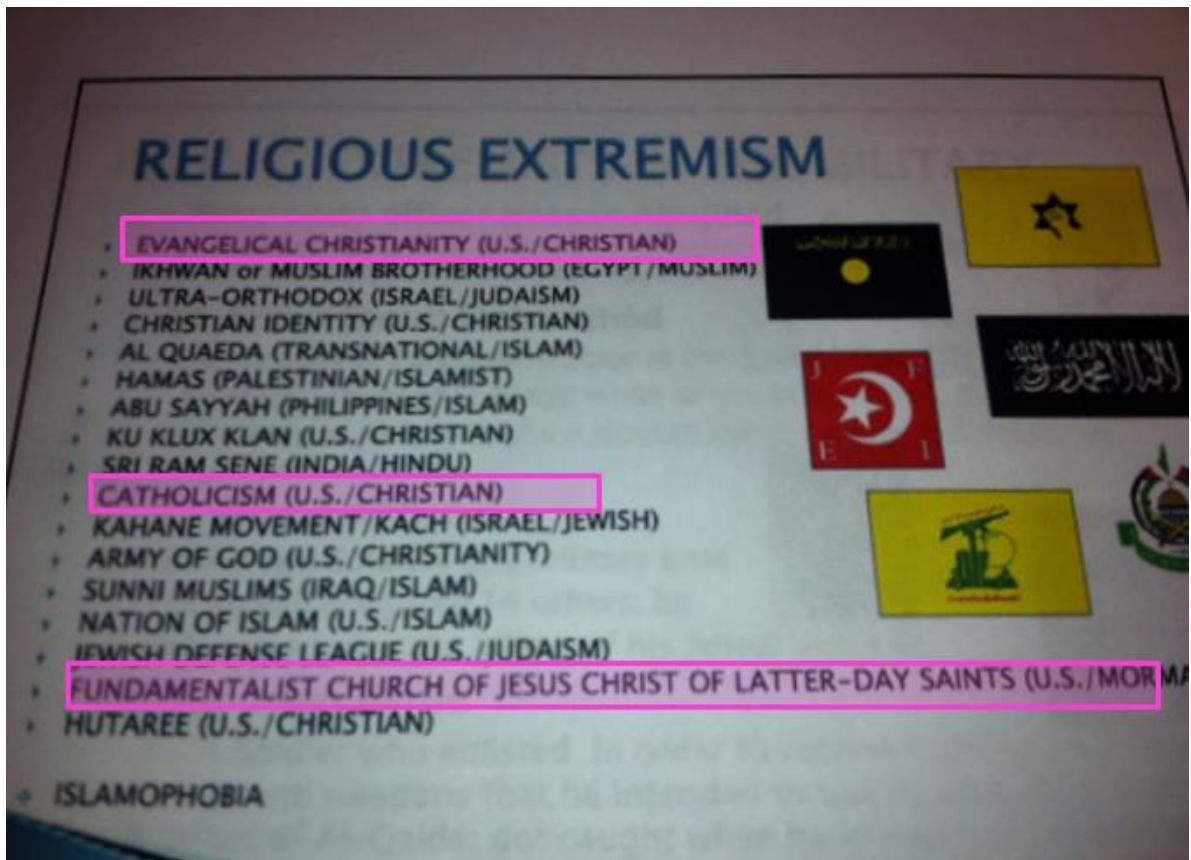 RELIGIOUS EXTREMISM
EVANGELICAL CHRISTIANITY (U.S./CHRISTIAN)
IKHWAN or MUSLIM BROTHERHOOD (EGYPT/MUSLIM)
ULTRA-ORTHODOX (ISRAEL/JUDAISM)
CHRISTIAN IDENTITY (U.S./CHRISTIAN)
AL QUAEDA (TRANSNATIONAL/ISLAM)
HAMAS (PALESTINIAN/ISLAMIST)
ABU SAYYAH (PHILIPPINES/ISLAM)
KU KLUX KLAN (U.S./CHRISTIAN)
SRI RAM SENE (INDIA/HINDU)
CATHOLICISM (U.S./CHRISTIAN)
KAHANE MOVEMENT/KACH (ISRAEL/JEWISH)
ARMY OF GOD (U.S./CHRISTIANITY)
SUNNI MUSLIMS (IRAQ/ISLAM)
NATION OF ISLAM (U.S./ISLAM)
JEWISH DEFENSE LEAGUE (U.S./JUDAISM)
FUNDAMENTALIST CHURCH OF JESUS CHRIST OF LATTER-DAY SAINTS (U.S./MORMA
HUTAREE (U.S./CHRISTIAN)
ISLAMOPHOBIA
J F
E I